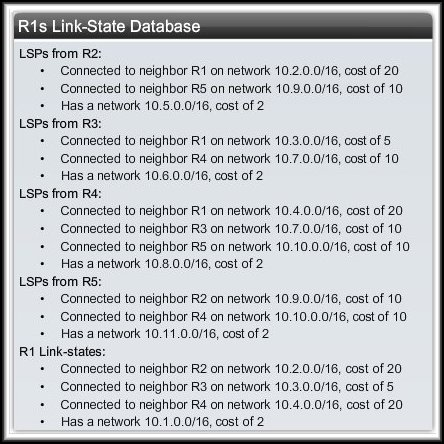 R1s Link-State Database
LSPs from R2:
• Connected to neighbor R1 on network 10.2.0.0/16, cost of 20
• Connected to neighbor R5 on network 10.9.0.0/16, cost of 10
• Has a network 10.5.0.0/16, cost of 2
LSPs from R3:
• Connected to neighbor R1 on network 10.3.0.0/16, cost of 5
• Connected to neighbor R4 on network 10.7.0.0/16, cost of 10
• Has a network 10.6.0.0/16, cost of 2
LSPs from R4:
• Connected to neighbor R1 on network 10.4.0.0/16, cost of 20
• Connected to neighbor R3 on network 10.7.0.0/16, cost of 10
• Connected to neighbor R5 on network 10.10.0.0/16, cost of 10
• Has a network 10.8.0.0/16, cost of 2
LSPs from R5:
• Connected to neighbor R2 on network 10.9.0.0/16, cost of 10
• Connected to neighbor R4 on network 10.10.0.0/16, cost of 10
• Has a network 10.11.0.0/16, cost of 2
R1 Link-states:
• Connected to neighbor R2 on network 10.2.0.0/16, cost of 20
• Connected to neighbor R3 on network 10.3.0.0/16, cost of 5
• Connected to neighbor R4 on network 10.4.0.0/16, cost of 20
• Has a network 10.1.0.0/16, cost of 2